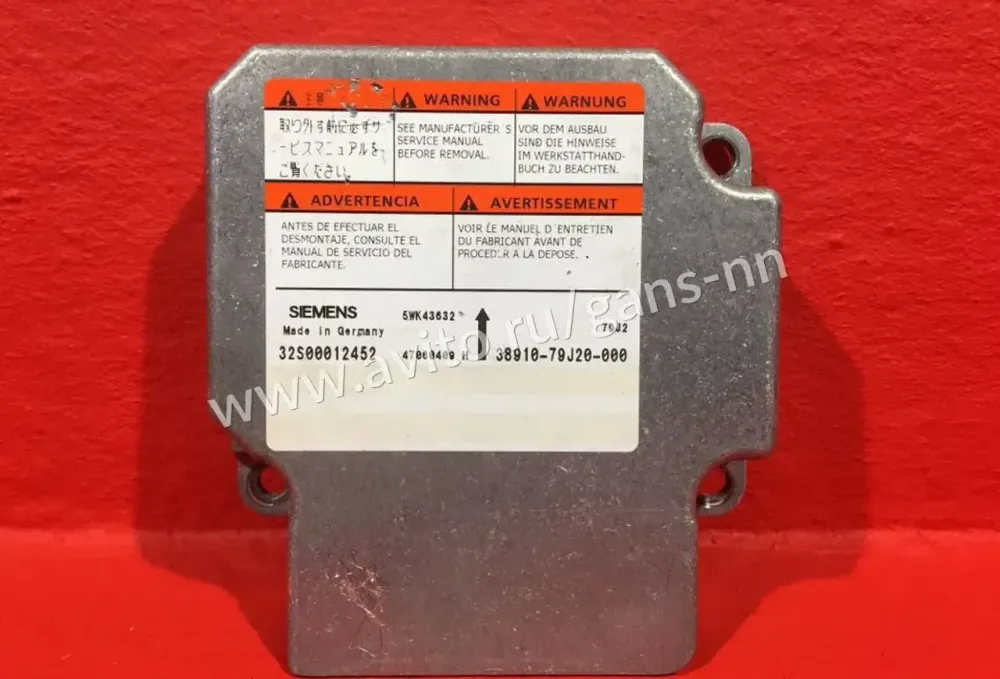 WARNING
WARNUNG
取り外す前に必ずサ
ービスマニュアルを
ご覧ください。
SEE MANUFACTURER'S
SERVICE MANUAL
BEFORE REMOVAL.
VOR DEM AUSBAU
SIND DIE HINWEISE
IM WERKSTATTHAND-
BUCH ZU BEACHTEN.
ADVERTENCIA
AVERTISSEMENT
ANTES DE EFECTUAR EL
DESMONTAJE, CONSULTE EL
MANUAL DE SERVICIO DEL
FABRICANTE.
VOIR LE MANUEL D'ENTRETIEN
DU FABRICANT AVANT DE
PROCEDER A LA DEPOSE.
SIEMENS
5WK43632
Made in Germany
79J2
32S00012452
47060409 H
38910-79J20-000
www.avito.ru/gans-nn